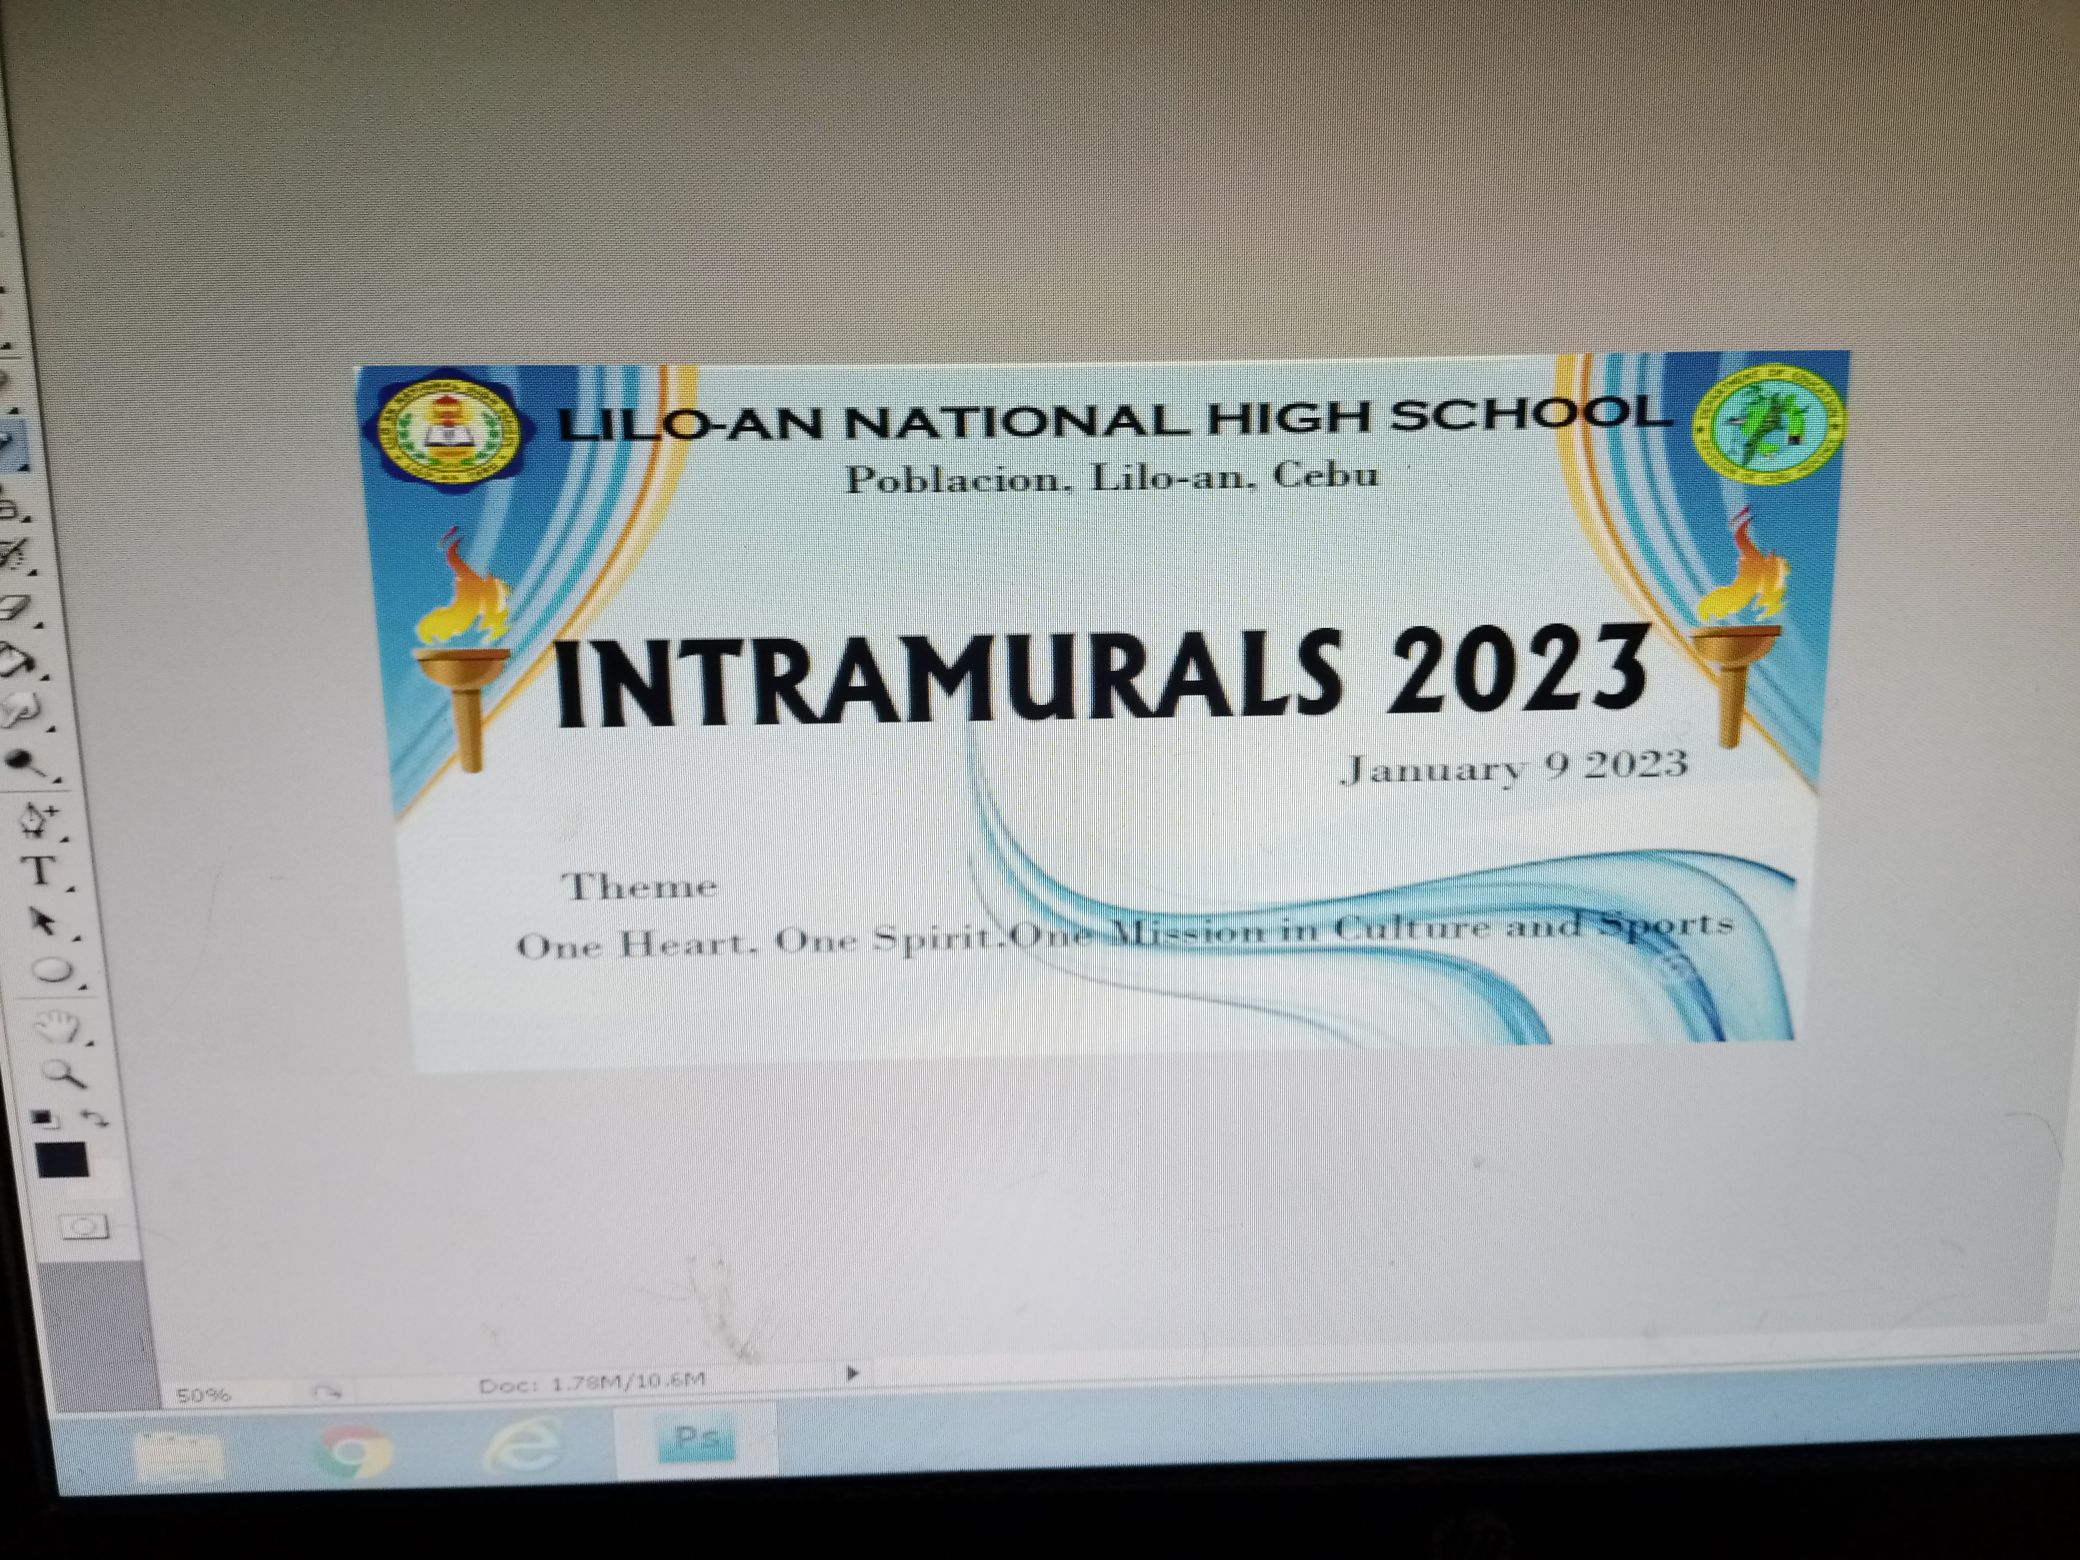 LILO-AN NATIONAL HIGH SCHOOL
Poblacion, Lilo-an, Cebu
INTRAMURALS 2023
January 9 2023
Theme
One Heart. One Spirit.One Mission in Culture and Sports
T
50%
Doc: 1.78M/10.6M
Ps